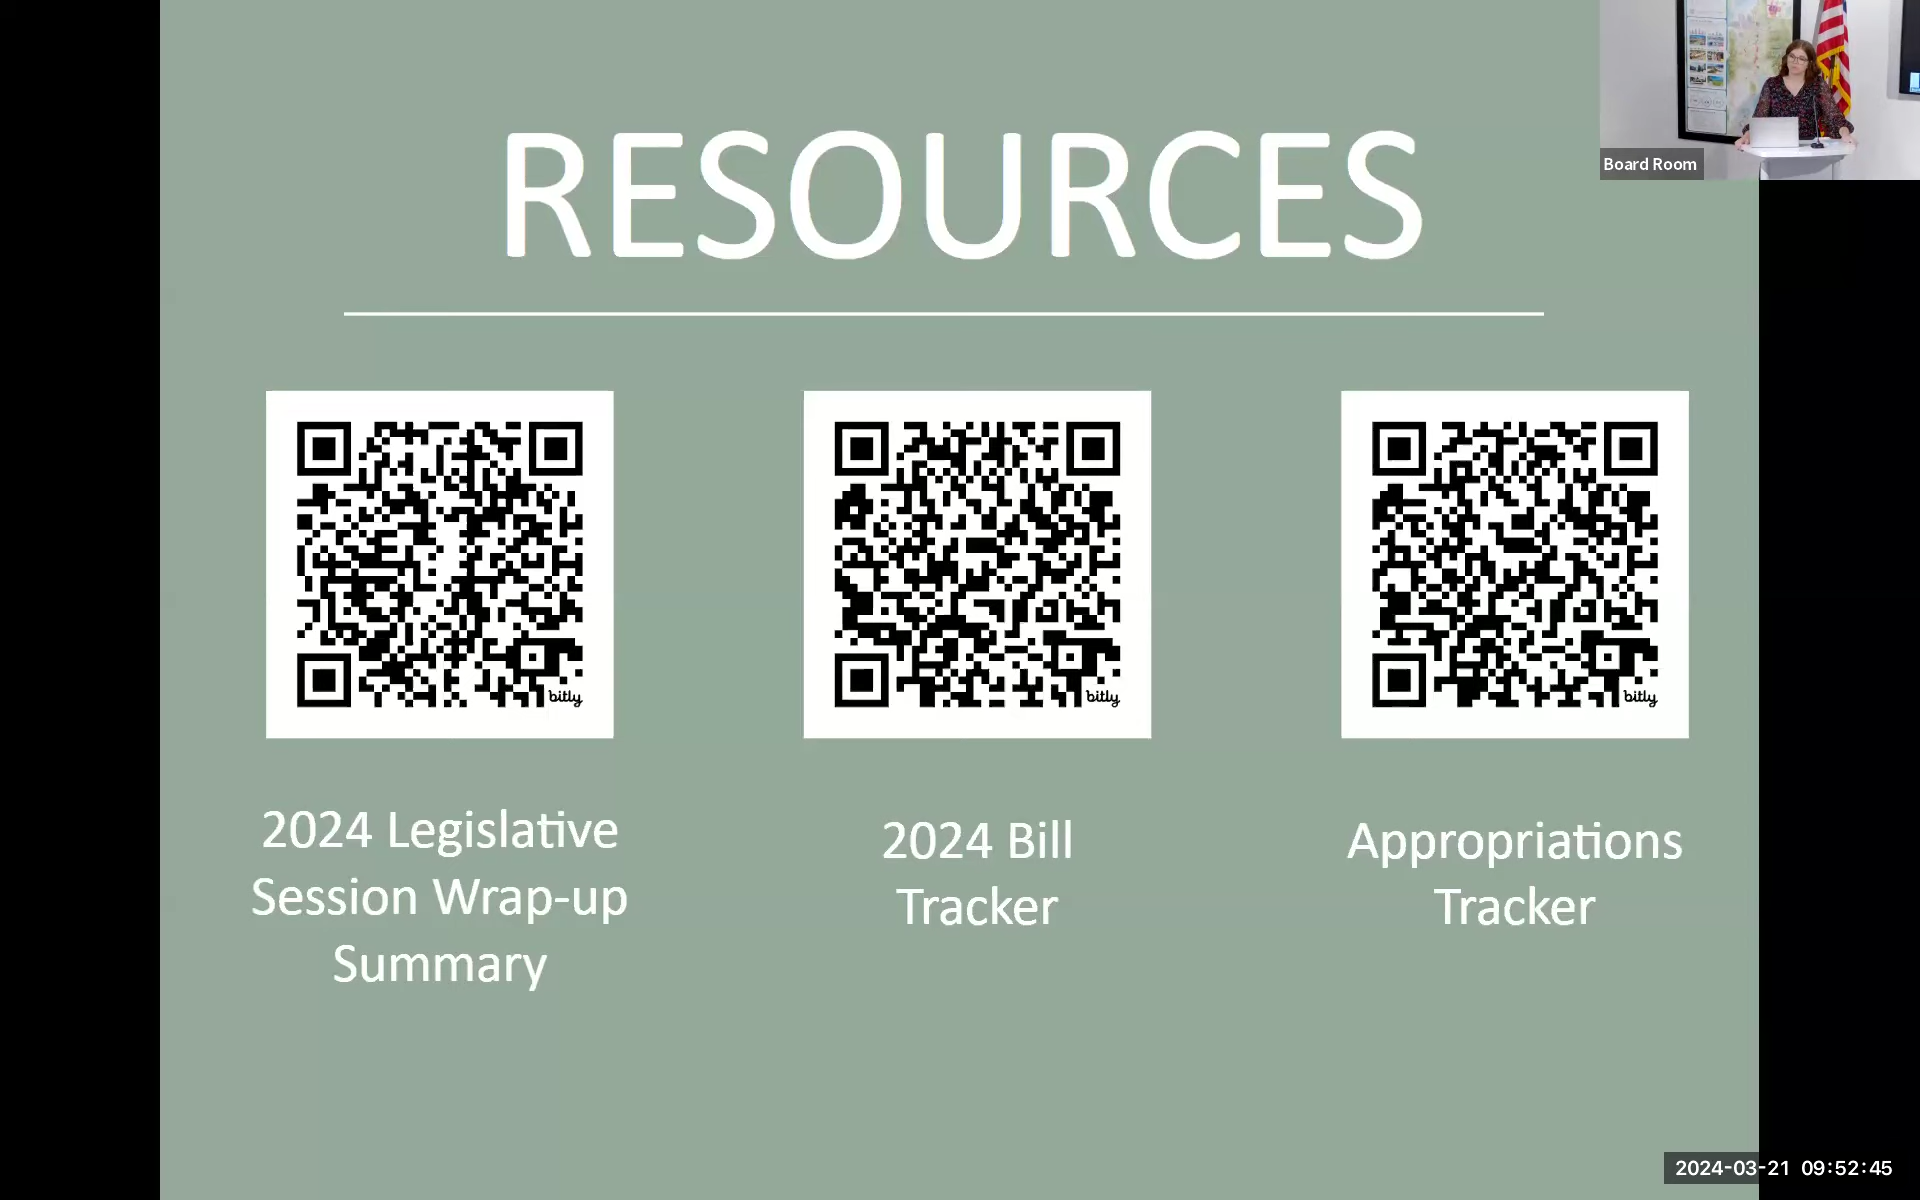 RESOURCES
Board Room
bitly
bitly
bitly
2024 Legislative
Session Wrap-up
Summary
2024 Bill
Tracker
Appropriations
Tracker
2024-03-21 09:52:45